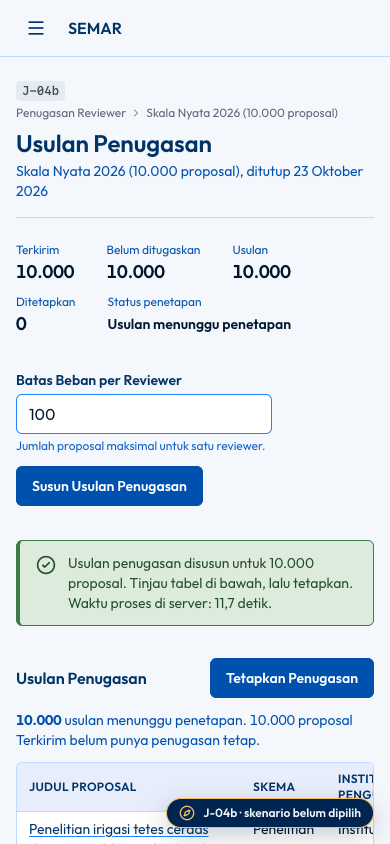 SEMAR
J-04b
Penugasan Reviewer > Skala Nyata 2026 (10.000 proposal)
Usulan Penugasan
Skala Nyata 2026 (10.000 proposal), ditutup 23 Oktober
2026
Terkirim Belum ditugaskan Usulan
10.000 10.000 10.000
Ditetapkan Status penetapan
0 Usulan menunggu penetapan
Batas Beban per Reviewer
100
Jumlah proposal maksimal untuk satu reviewer.
Susun Usulan Penugasan
Usulan penugasan disusun untuk 10.000
proposal. Tinjau tabel di bawah, lalu tetapkan.
Waktu proses di server: 11,7 detik.
Usulan Penugasan Tetapkan Penugasan
10.000 usulan menunggu penetapan. 10.000 proposal
Terkirim belum punya penugasan tetap.
JUDUL PROPOSAL SKEMA
J-04b · skenario belum dipilih
Penelitian irigasi tetes cerdas Penelitian